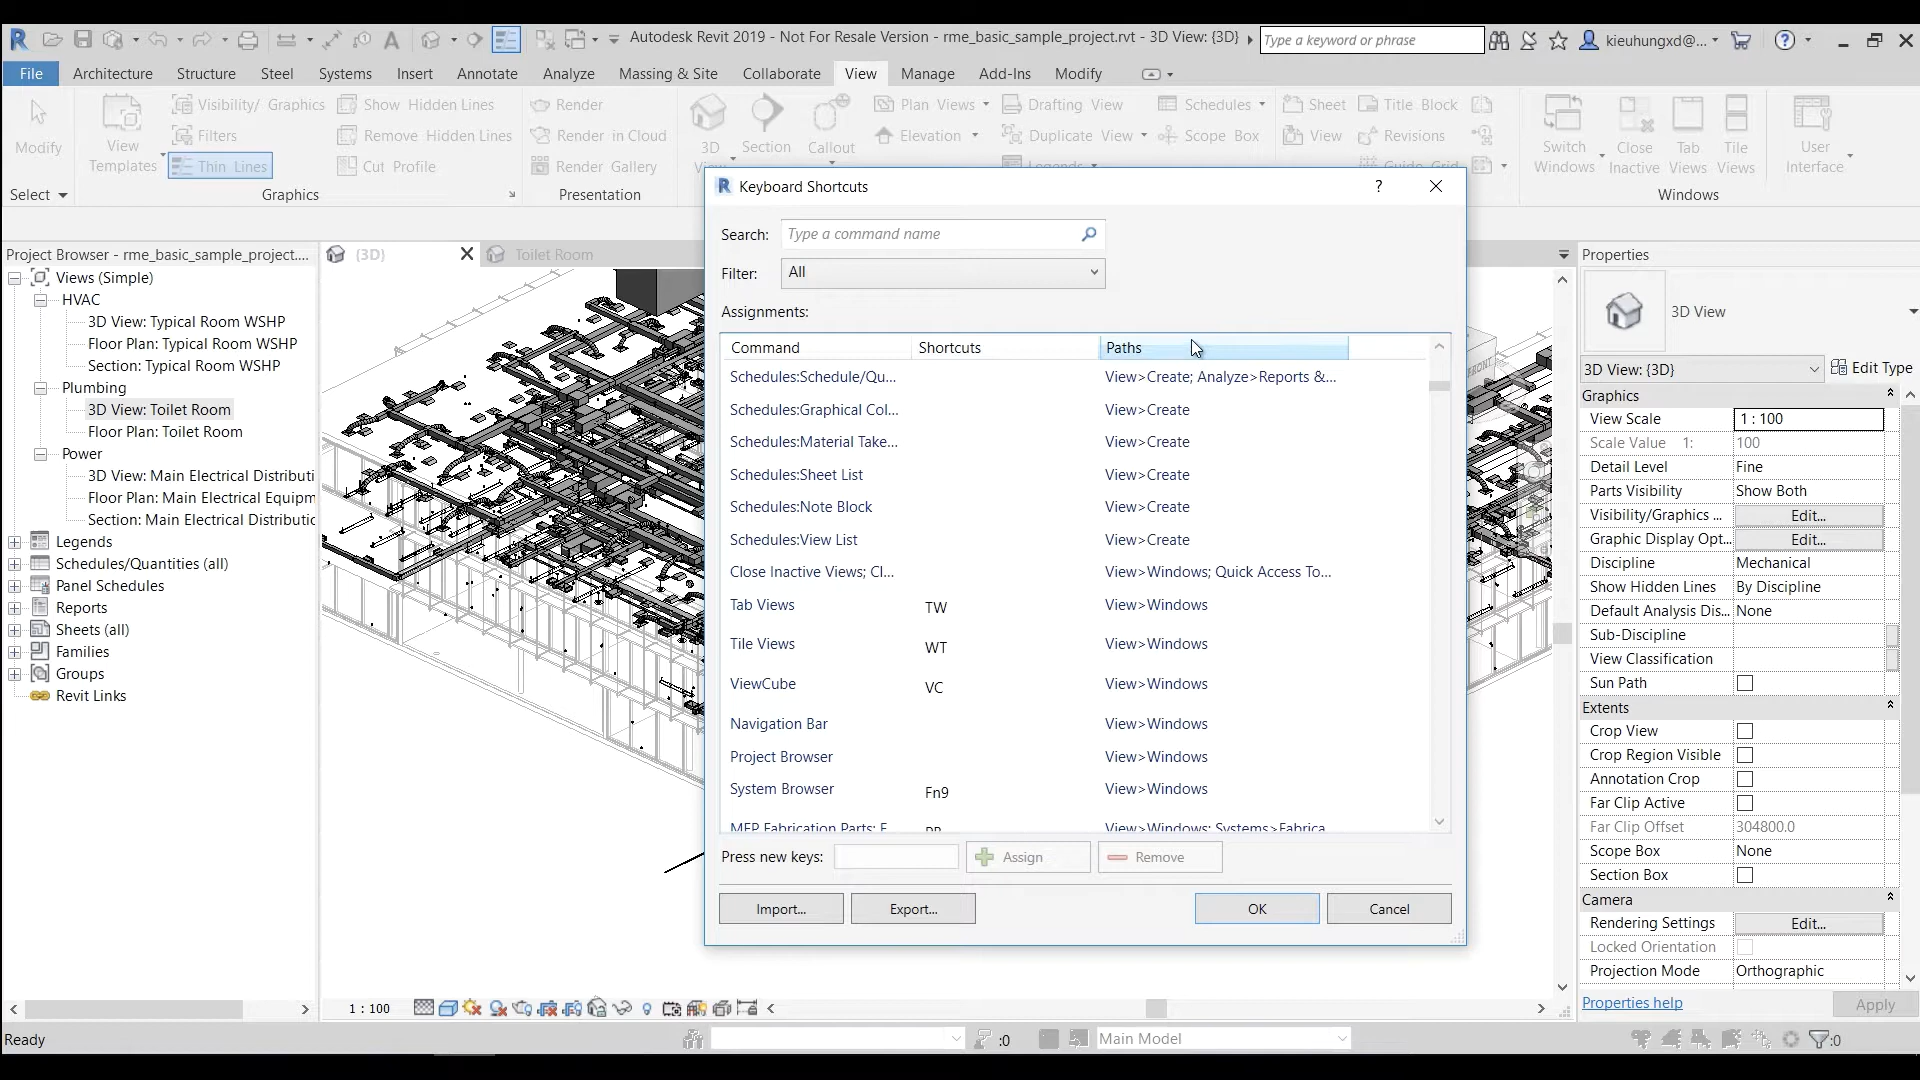 Autodesk Revit 2019 - Not For Resale Version - rme_basic_sample_project.rvt - 3D View: {3D}
Type a keyword or phrase
kieuhungxd@...
File Architecture Structure Steel Systems Insert Annotate Analyze Massing & Site Collaborate View Manage Add-Ins Modify
Modify
Select
View Templates
Visibility/ Graphics
Filters
Thin Lines
Show Hidden Lines
Remove Hidden Lines
Cut Profile
Graphics
Render
Render in Cloud
Render Gallery
Presentation
3D
View
Section
Callout
Plan Views
Elevation
Drafting View
Duplicate View
Legends
Schedules
Scope Box
Sheet
View
Title Block
Revisions
Guide Grid
Switch Windows
Close Inactive
Tab Views
Tile Views
Windows
User Interface
Project Browser - rme_basic_sample_project....
Views (Simple)
HVAC
3D View: Typical Room WSHP
Floor Plan: Typical Room WSHP
Section: Typical Room WSHP
Plumbing
3D View: Toilet Room
Floor Plan: Toilet Room
Power
3D View: Main Electrical Distributi
Floor Plan: Main Electrical Equipm
Section: Main Electrical Distributio
Legends
Schedules/Quantities (all)
Panel Schedules
Reports
Sheets (all)
Families
Groups
Revit Links
{3D}
Toilet Room
Keyboard Shortcuts
Search: Type a command name
Filter: All
Assignments:
Command Shortcuts Paths
Schedules:Schedule/Qu... View>Create; Analyze>Reports &...
Schedules:Graphical Col... View>Create
Schedules:Material Take... View>Create
Schedules:Sheet List View>Create
Schedules:Note Block View>Create
Schedules:View List View>Create
Close Inactive Views; Cl... View>Windows; Quick Access To...
Tab Views TW View>Windows
Tile Views WT View>Windows
ViewCube VC View>Windows
Navigation Bar View>Windows
Project Browser View>Windows
System Browser Fn9 View>Windows
MEP Fabrication Parts; F... PB View>Windows; Systems>Fabrica...
Press new keys: Assign Remove
Import... Export... OK Cancel
Properties
3D View
3D View: {3D} Edit Type
Graphics
View Scale 1 : 100
Scale Value 1: 100
Detail Level Fine
Parts Visibility Show Both
Visibility/Graphics ... Edit...
Graphic Display Opt... Edit...
Discipline Mechanical
Show Hidden Lines By Discipline
Default Analysis Dis... None
Sub-Discipline
View Classification
Sun Path
Extents
Crop View
Crop Region Visible
Annotation Crop
Far Clip Active
Far Clip Offset 304800.0
Scope Box None
Section Box
Camera
Rendering Settings Edit...
Locked Orientation
Projection Mode Orthographic
Properties help Apply
1 : 100
Ready
:0
Main Model
:0